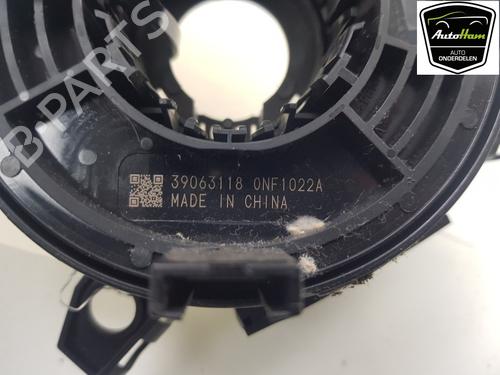 AutoHam
AUTO
ONDERDELEN
B PARTS
39063118 0NF1022A
MADE IN CHINA